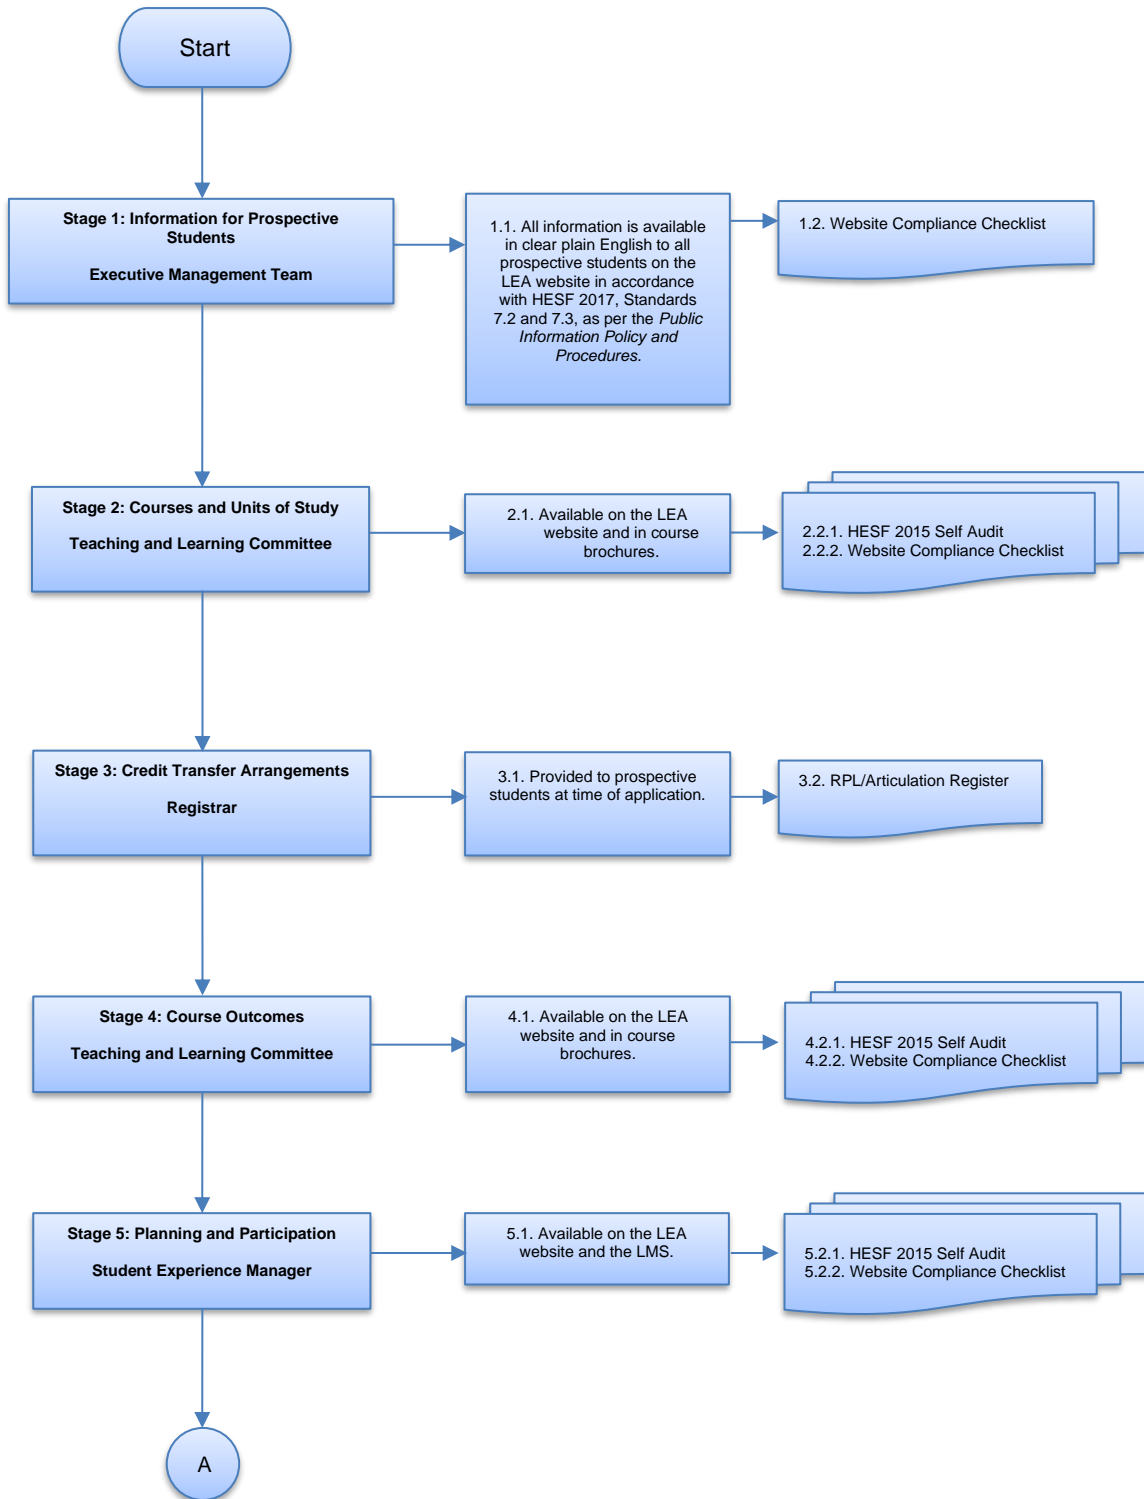 Start
Stage 1: Information for Prospective
Students
Executive Management Team
1.1. All information is available
in clear plain English to all
prospective students on the
LEA website in accordance
with HESF 2017, Standards
7.2 and 7.3, as per the Public
Information Policy and
Procedures.
1.2. Website Compliance Checklist
Stage 2: Courses and Units of Study
Teaching and Learning Committee
2.1. Available on the LEA
website and in course
brochures.
2.2.1. HESF 2015 Self Audit
2.2.2. Website Compliance Checklist
Stage 3: Credit Transfer Arrangements
Registrar
3.1. Provided to prospective
students at time of application.
3.2. RPL/Articulation Register
Stage 4: Course Outcomes
Teaching and Learning Committee
4.1. Available on the LEA
website and in course
brochures.
4.2.1. HESF 2015 Self Audit
4.2.2. Website Compliance Checklist
Stage 5: Planning and Participation
Student Experience Manager
5.1. Available on the LEA
website and the LMS.
5.2.1. HESF 2015 Self Audit
5.2.2. Website Compliance Checklist
A